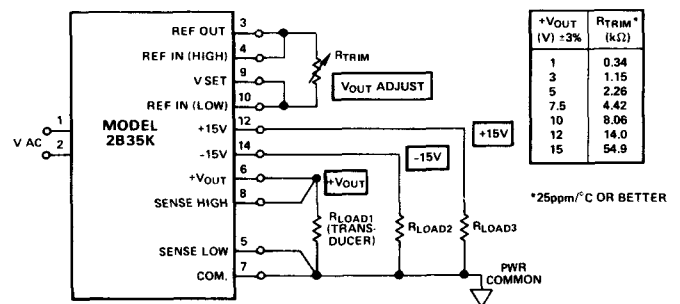 MODEL
2B35K
V AC
1
2
REF OUT 3
REF IN (HIGH) 4
V SET 9
REF IN (LOW) 10
+15V 12
-15V 14
+VOUT 6
SENSE HIGH 8
SENSE LOW 5
COM. 7
RTRIM
VOUT ADJUST
+15V
-15V
+VOUT
RLOAD1
(TRANS-
DUCER)
RLOAD2
RLOAD3
PWR
COMMON
+VOUT RTRIM*
(V) ±3% (kΩ)
1 0.34
3 1.15
5 2.26
7.5 4.42
10 8.06
12 14.0
15 54.9
*25ppm/°C OR BETTER